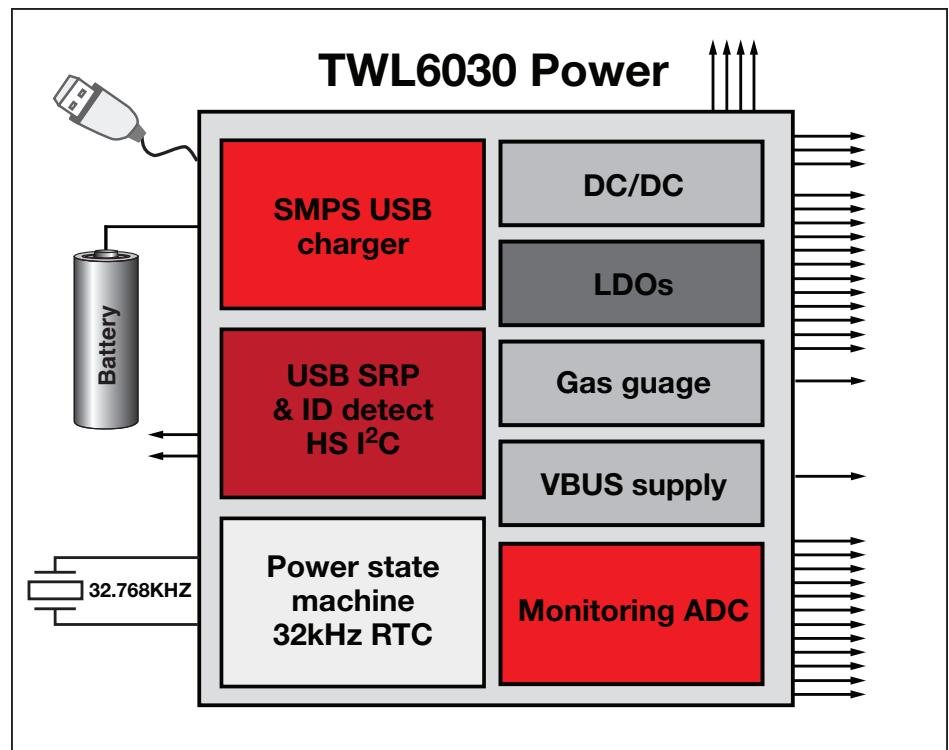 TWL6030 Power
SMPS USB
charger
USB SRP
& ID detect
HS I²C
Power state
machine
32kHz RTC
DC/DC
LDOs
Gas guage
VBUS supply
Monitoring ADC
Battery
32.768KHZ